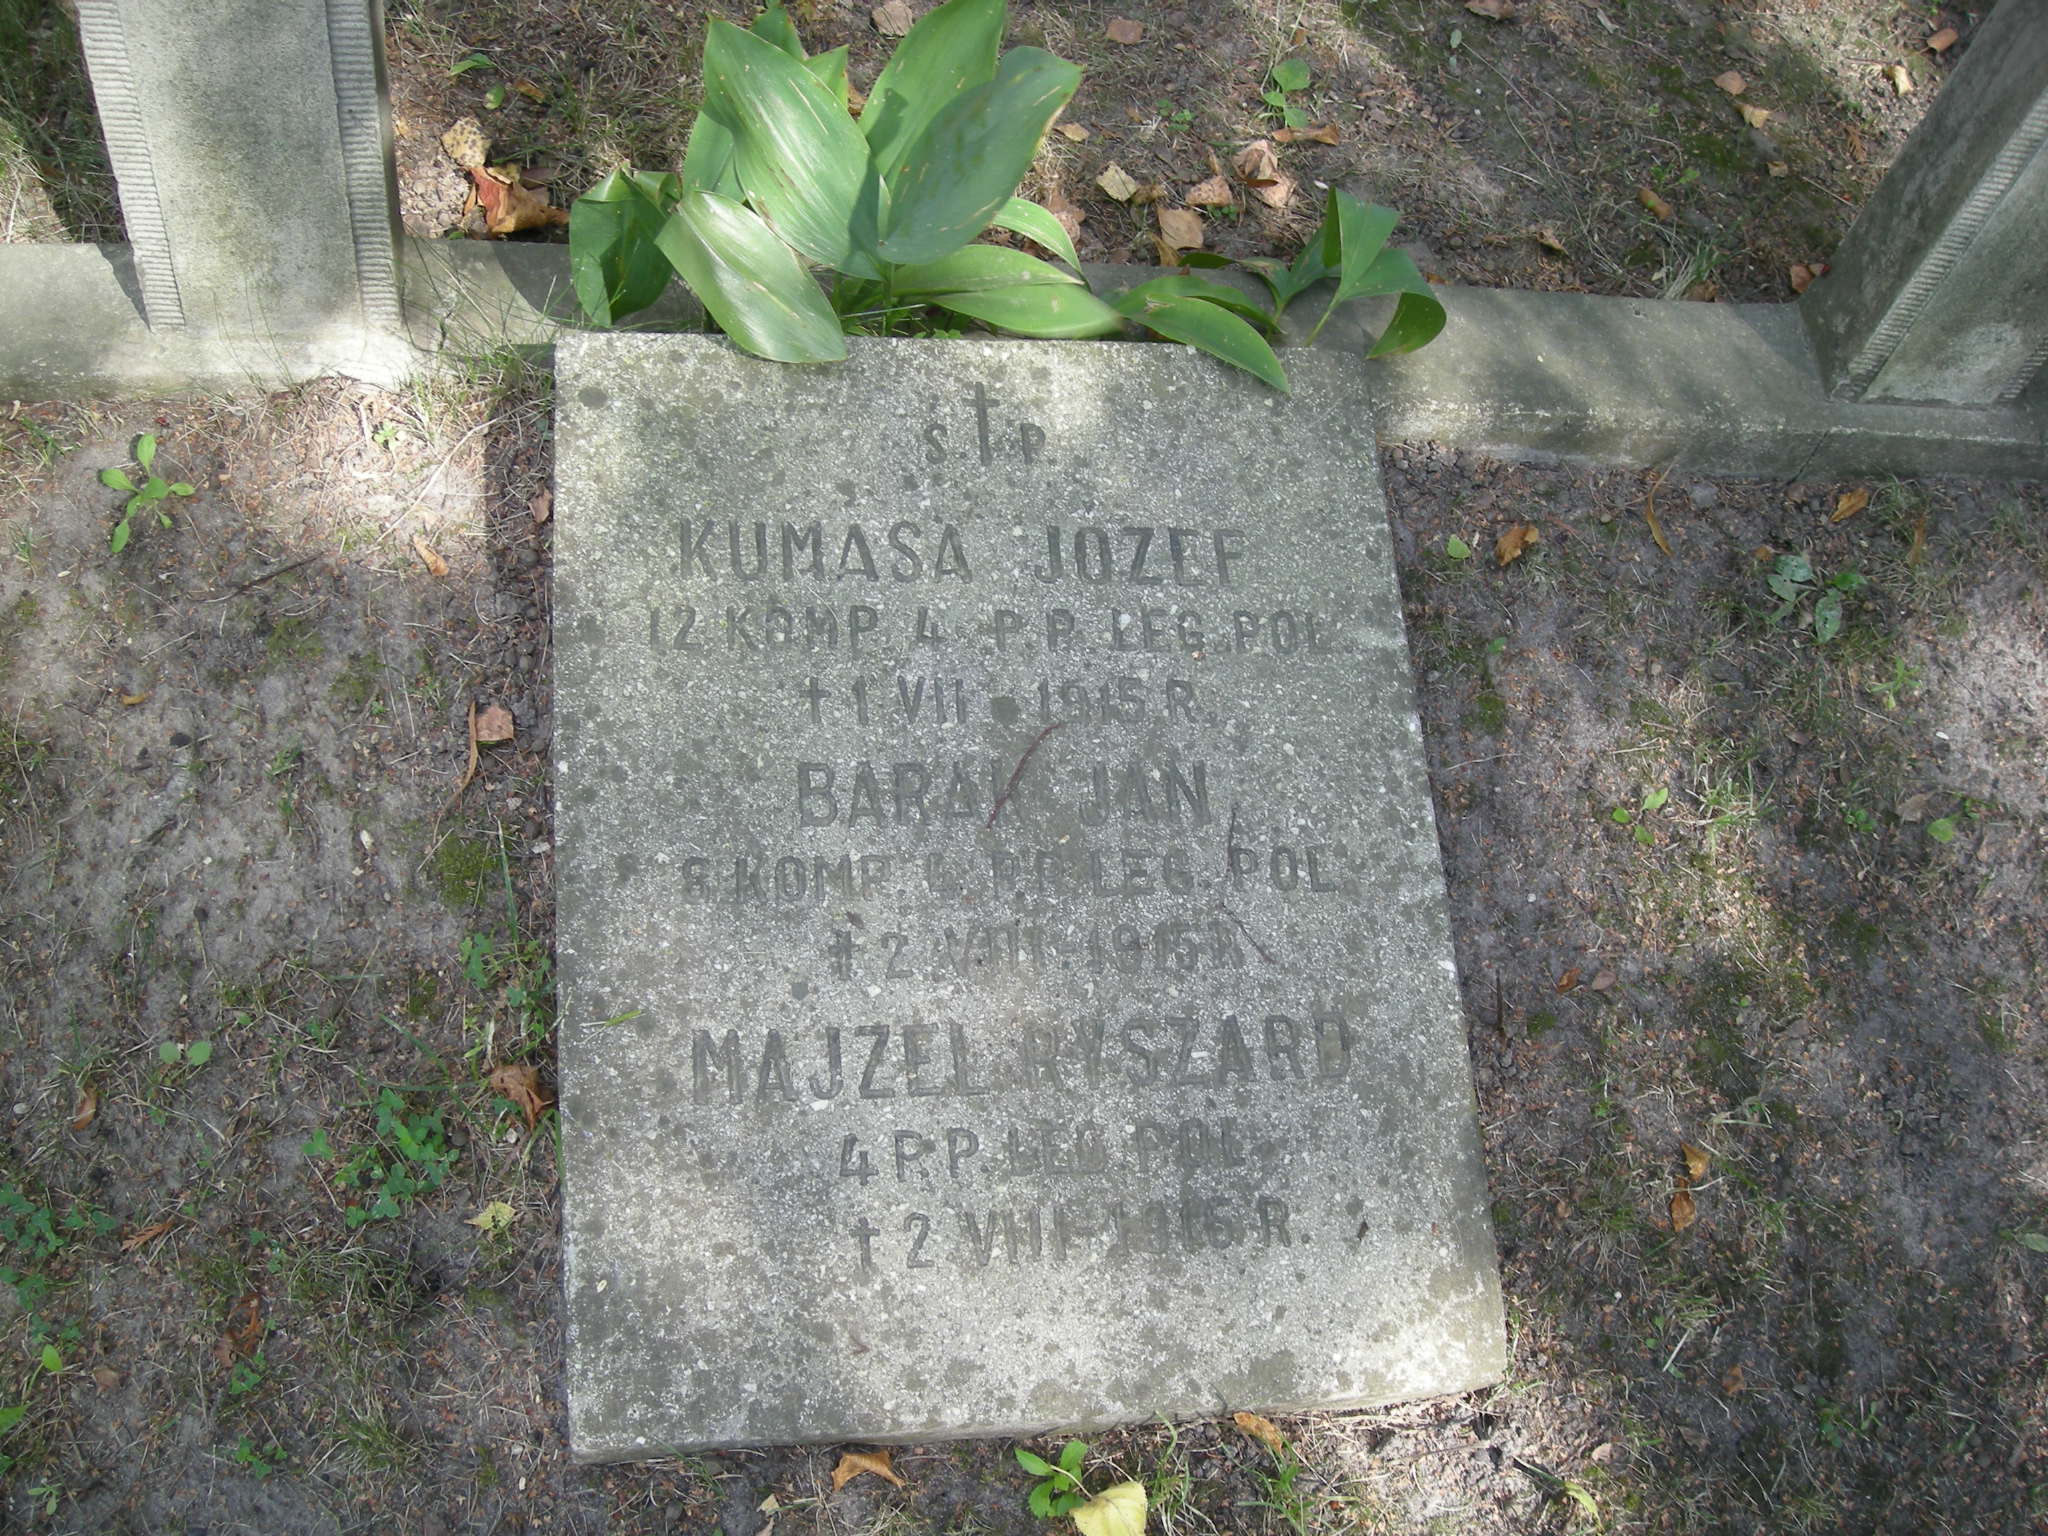 Ś.†P.
KUMASA JÓZEF
12 KOMP. 4 P.P. LEG. POL.
† 1 VII - 1915 R.
BARAK JAN
8 KOMP. 4. P.P. LEG. POL.
† 2 VIII - 1915 R.
MAJZEL RYSZARD
4 P.P. LEG. POL.
† 2 VIII - 1915 R.